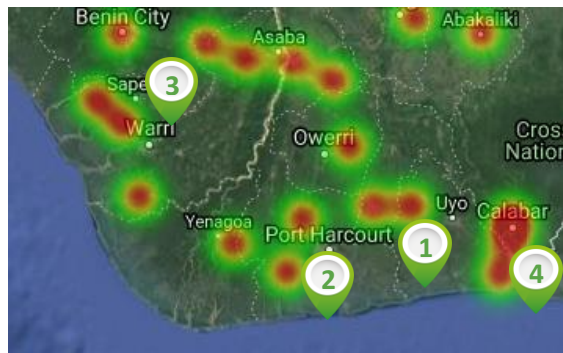 Benin City
Abakaliki
Asaba
Sape
3
Warri
Owerri
Cross
Nation
Uyo
Calabar
Yenagoa
Port Harcourt
1
2
4